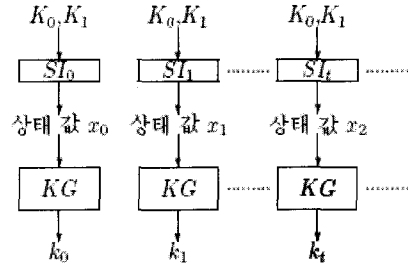 K₀,K₁ K₀,K₁ K₀,K₁
SI₀ SI₁ SIₜ
상태 값 x₀ 상태 값 x₁ 상태 값 x₂
KG KG KG
k₀ k₁ kₜ